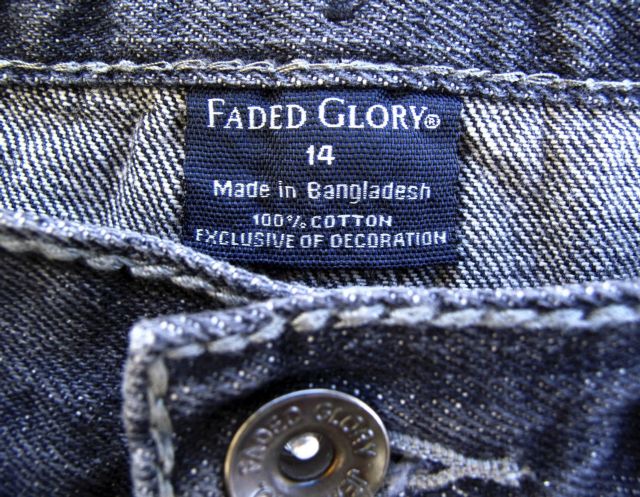 FADED GLORY®
14
Made in Bangladesh
100% COTTON
EXCLUSIVE OF DECORATION
FADED GLORY